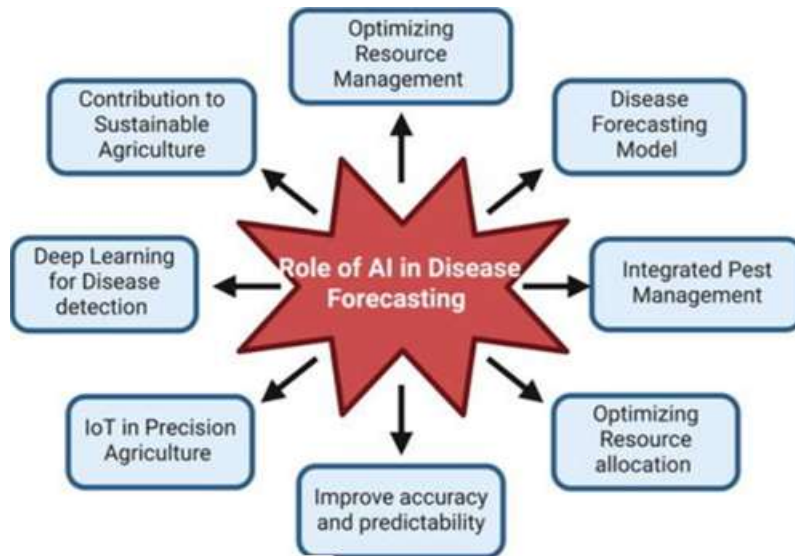 Optimizing
Resource
Management
Contribution to
Sustainable
Agriculture
Disease
Forecasting
Model
Deep Learning
for Disease
detection
Role of AI in Disease
Forecasting
Integrated Pest
Management
IoT in Precision
Agriculture
Optimizing
Resource
allocation
Improve accuracy
and predictability